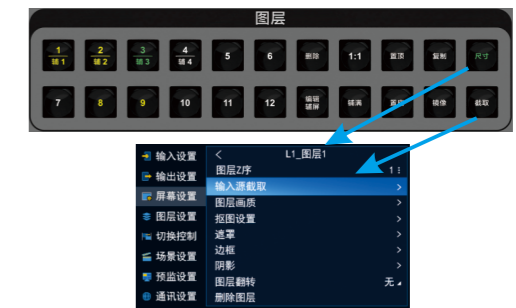 图层
1 2 3 4 5 6 删除 1:1 置顶 复制 尺寸
辅1 辅2 辅3 辅4
7 8 9 10 11 12 编辑辅屏 铺满 置底 镜像 截取
输入设置
输出设置
屏幕设置
图层设置
切换控制
场景设置
预监设置
通讯设置
< L1_图层1
图层Z序 1
输入源截取 >
图层画质 >
抠图设置 >
遮罩 >
边框 >
阴影 >
图层翻转 无
删除图层